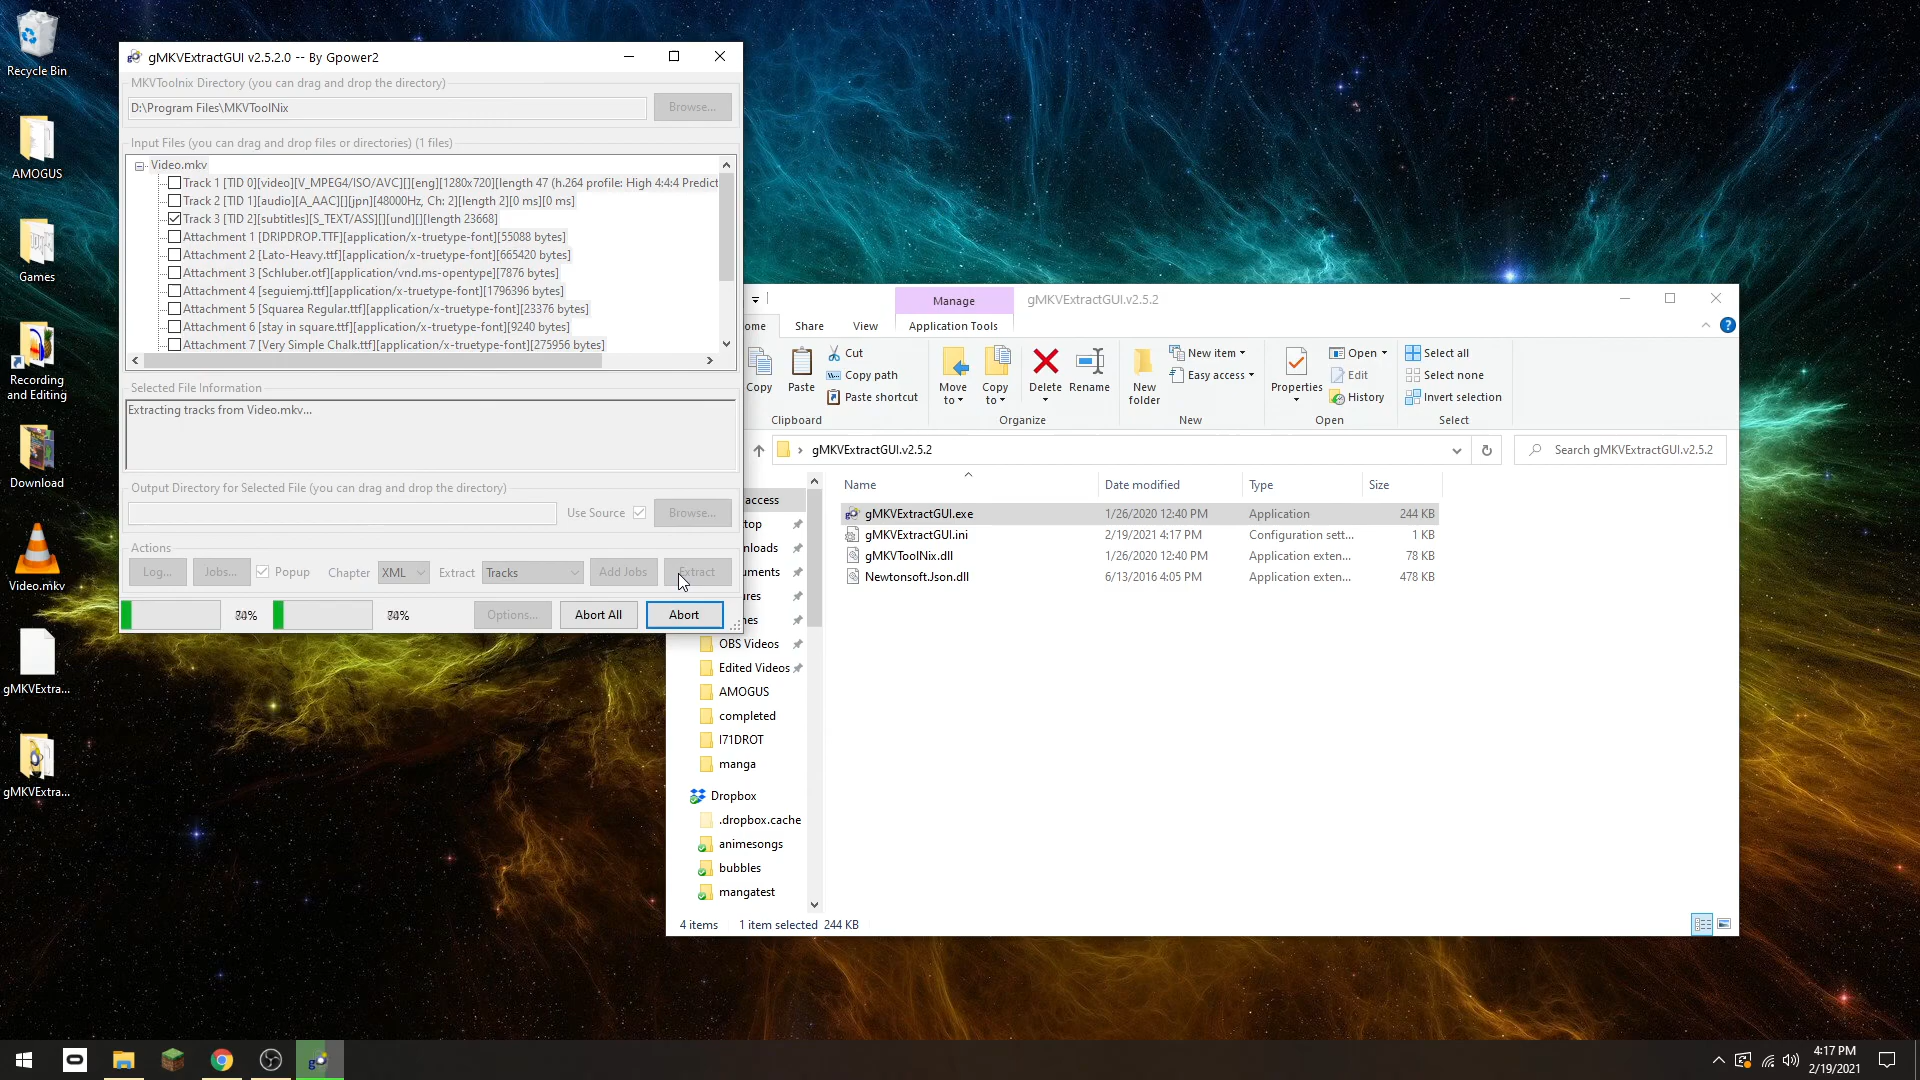 Recycle Bin
AMOGUS
Games
Recording
and Editing
Download
Video.mkv
gMKVExtra...
gMKVExtra...
gMKVExtractGUI v2.5.2.0 -- By Gpower2
MKVToolnix Directory (you can drag and drop the directory)
D:\Program Files\MKVToolNix
Browse...
Input Files (you can drag and drop files or directories) (1 files)
Video.mkv
Track 1 [TID 0][video][V_MPEG4/ISO/AVC][][eng][1280x720][length 47 (h.264 profile: High 4:4:4 Predict
Track 2 [TID 1][audio][A_AAC][][jpn][48000Hz, Ch: 2][length 2][0 ms][0 ms]
Track 3 [TID 2][subtitles][S_TEXT/ASS][][und][][length 23668]
Attachment 1 [DRIPDROP.TTF][application/x-truetype-font][55088 bytes]
Attachment 2 [Lato-Heavy.ttf][application/x-truetype-font][665420 bytes]
Attachment 3 [Schluber.otf][application/vnd.ms-opentype][7876 bytes]
Attachment 4 [seguiemj.ttf][application/x-truetype-font][1796396 bytes]
Attachment 5 [Squarea Regular.ttf][application/x-truetype-font][23376 bytes]
Attachment 6 [stay in square.ttf][application/x-truetype-font][9240 bytes]
Attachment 7 [Very Simple Chalk.ttf][application/x-truetype-font][275956 bytes]
Selected File Information
Extracting tracks from Video.mkv...
Output Directory for Selected File (you can drag and drop the directory)
Use Source
Browse...
Actions
Log...
Jobs...
Popup
Chapter
XML
Extract
Tracks
Add Jobs
Extract
Options...
Abort All
Abort
Manage
gMKVExtractGUI.v2.5.2
ome
Share
View
Application Tools
Copy
Paste
Cut
Copy path
Paste shortcut
Clipboard
Move
to
Copy
to
Delete
Rename
Organize
New
folder
New item
Easy access
New
Properties
Open
Edit
History
Open
Select all
Select none
Invert selection
Select
gMKVExtractGUI.v2.5.2
Search gMKVExtractGUI.v2.5.2
Name
Date modified
Type
Size
gMKVExtractGUI.exe 1/26/2020 12:40 PM Application 244 KB
gMKVExtractGUI.ini 2/19/2021 4:17 PM Configuration sett... 1 KB
gMKVToolNix.dll 1/26/2020 12:40 PM Application exten... 78 KB
Newtonsoft.Json.dll 6/13/2016 4:05 PM Application exten... 478 KB
access
top
nloads
uments
ures
nes
OBS Videos
Edited Videos
AMOGUS
completed
I71DROT
manga
Dropbox
.dropbox.cache
animesongs
bubbles
mangatest
4 items
1 item selected 244 KB
4:17 PM
2/19/2021